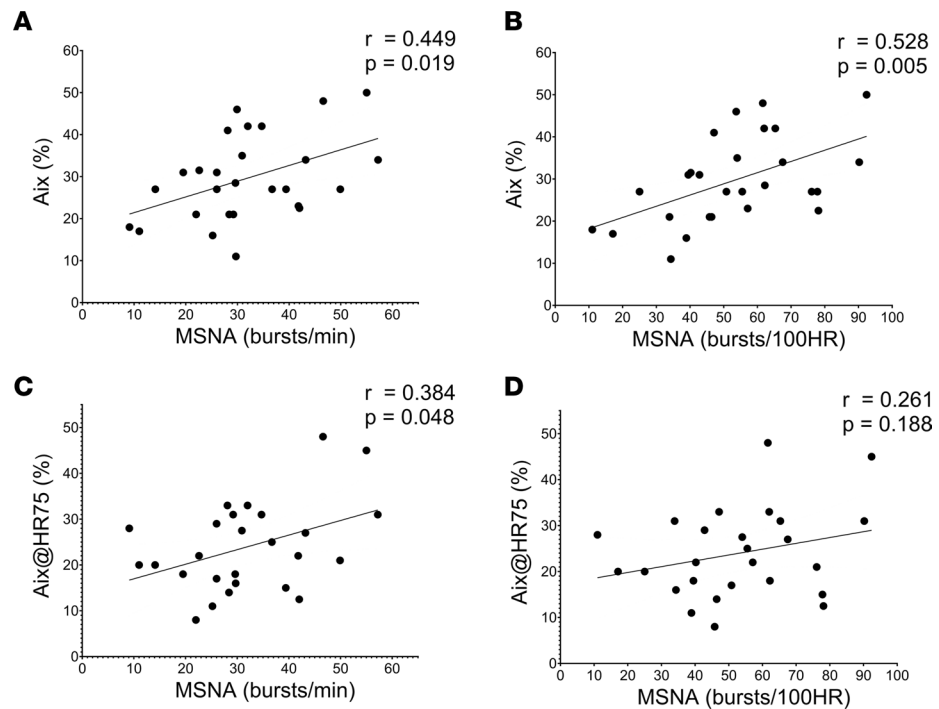 A
r = 0.449
p = 0.019
60
50
40
30
20
10
0
Aix (%)
0 10 20 30 40 50 60
MSNA (bursts/min)
B
r = 0.528
p = 0.005
60
50
40
30
20
10
0
Aix (%)
0 10 20 30 40 50 60 70 80 90 100
MSNA (bursts/100HR)
C
r = 0.384
p = 0.048
50
40
30
20
10
0
Aix@HR75 (%)
0 10 20 30 40 50 60
MSNA (bursts/min)
D
r = 0.261
p = 0.188
50
40
30
20
10
0
Aix@HR75 (%)
0 10 20 30 40 50 60 70 80 90 100
MSNA (bursts/100HR)